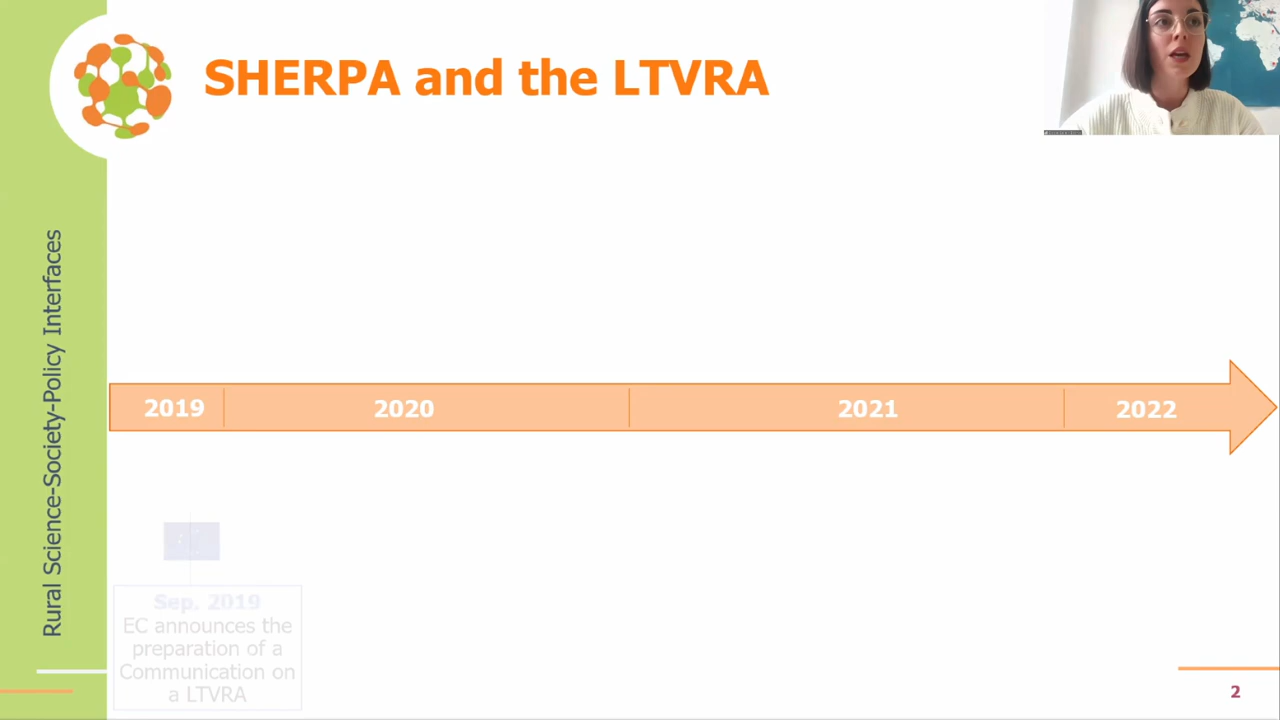 SHERPA and the LTVRA
Rural Science-Society-Policy Interfaces
2019
2020
2021
2022
Sep. 2019
EC announces the
preparation of a
Communication on
a LTVRA
2